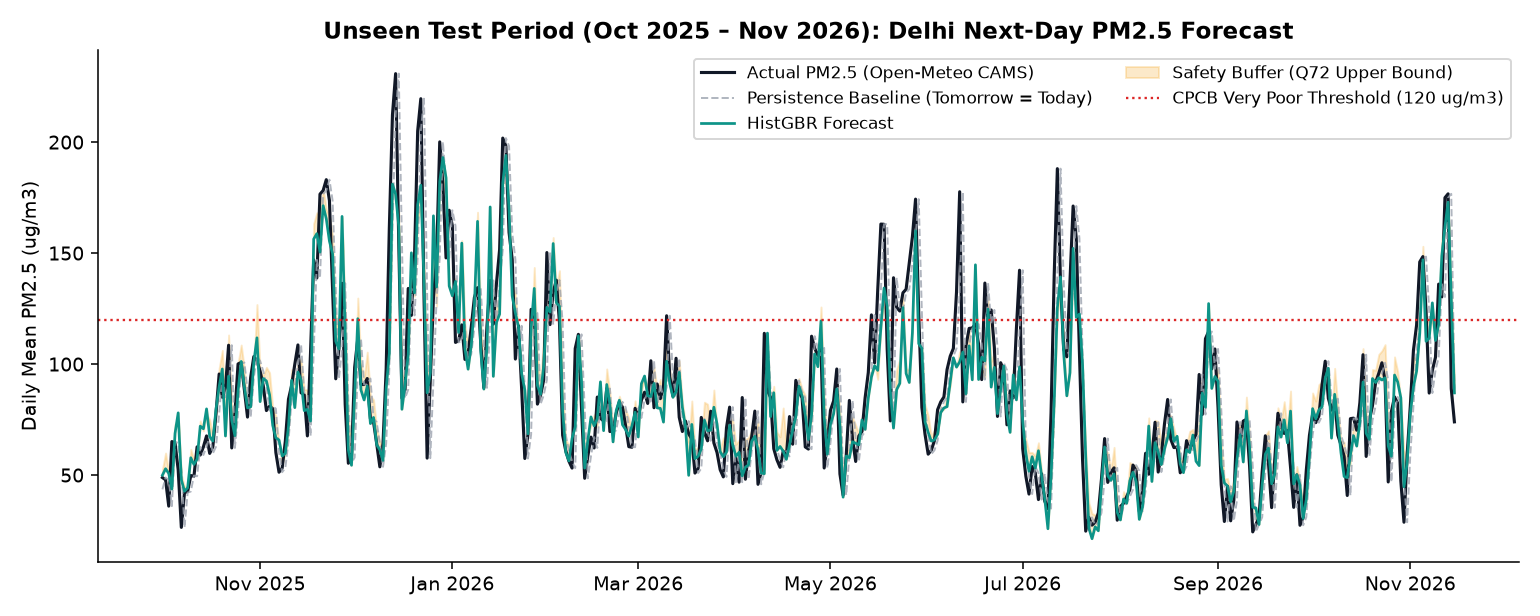 Unseen Test Period (Oct 2025 – Nov 2026): Delhi Next-Day PM2.5 Forecast
Actual PM2.5 (Open-Meteo CAMS)
Persistence Baseline (Tomorrow = Today)
HistGBR Forecast
Safety Buffer (Q72 Upper Bound)
CPCB Very Poor Threshold (120 ug/m3)
Daily Mean PM2.5 (ug/m3)
200
150
100
50
Nov 2025
Jan 2026
Mar 2026
May 2026
Jul 2026
Sep 2026
Nov 2026